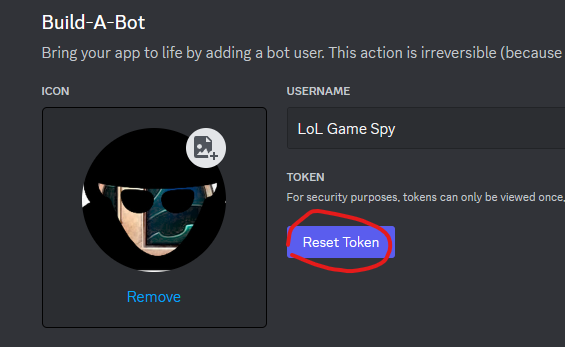 Build-A-Bot
Bring your app to life by adding a bot user. This action is irreversible (because
ICON
USERNAME
LoL Game Spy
TOKEN
For security purposes, tokens can only be viewed once,
Reset Token
Remove